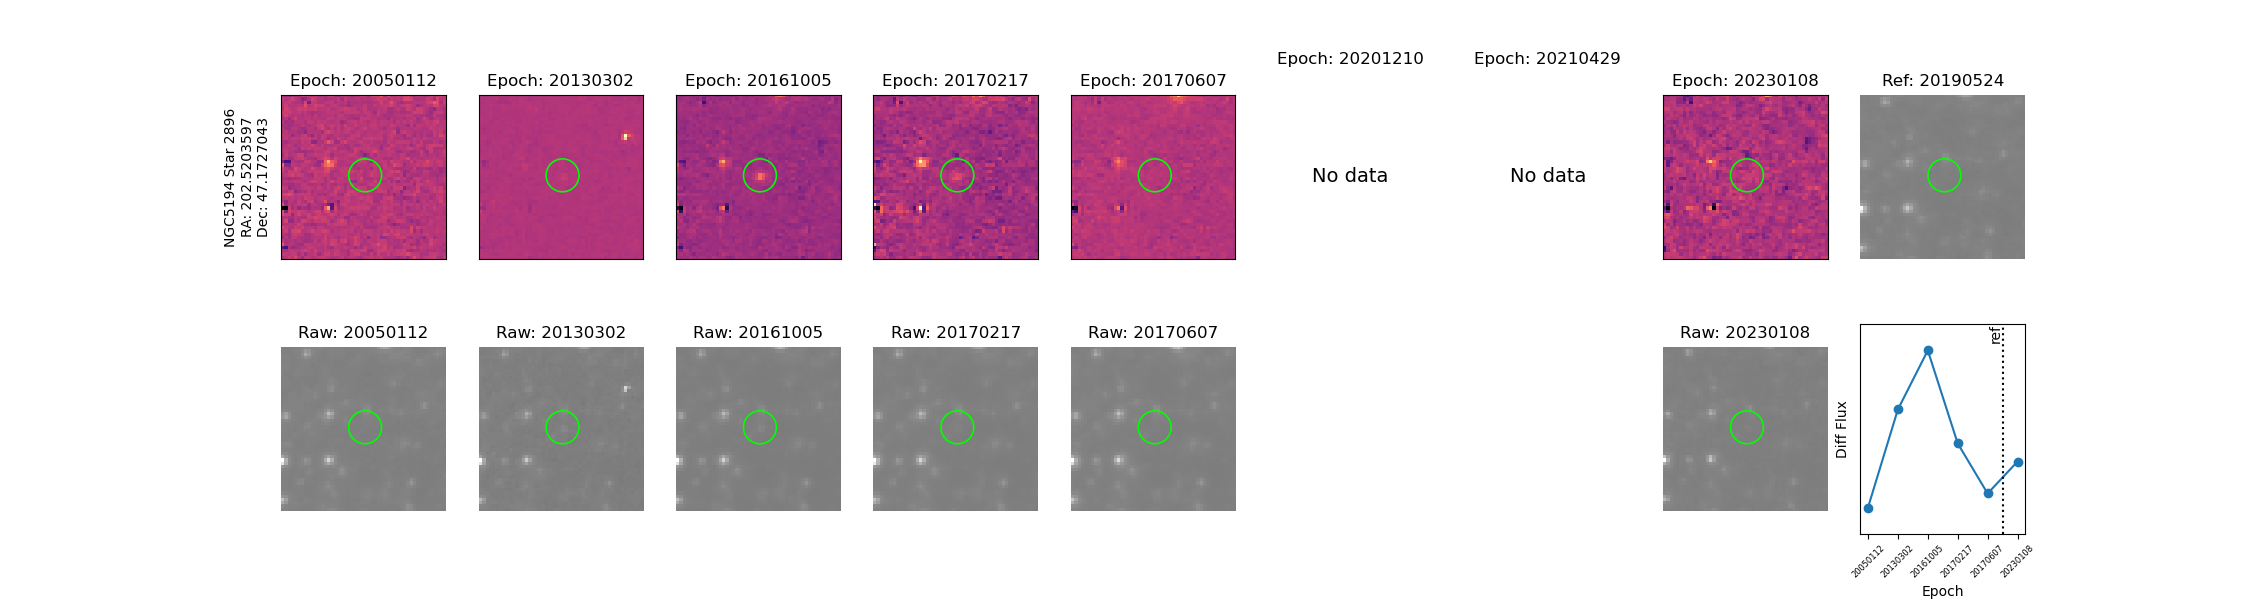 Epoch: 20201210
Epoch: 20210429
Epoch: 20050112
Epoch: 20130302
Epoch: 20161005
Epoch: 20170217
Epoch: 20170607
Epoch: 20230108
Ref: 20190524
NGC5194 Star 2896
RA: 202.5203597
Dec: 47.1727043
No data
No data
Raw: 20050112
Raw: 20130302
Raw: 20161005
Raw: 20170217
Raw: 20170607
Raw: 20230108
ref
Diff Flux
20050112
20130302
20161005
20170217
20170607
20230108
Epoch